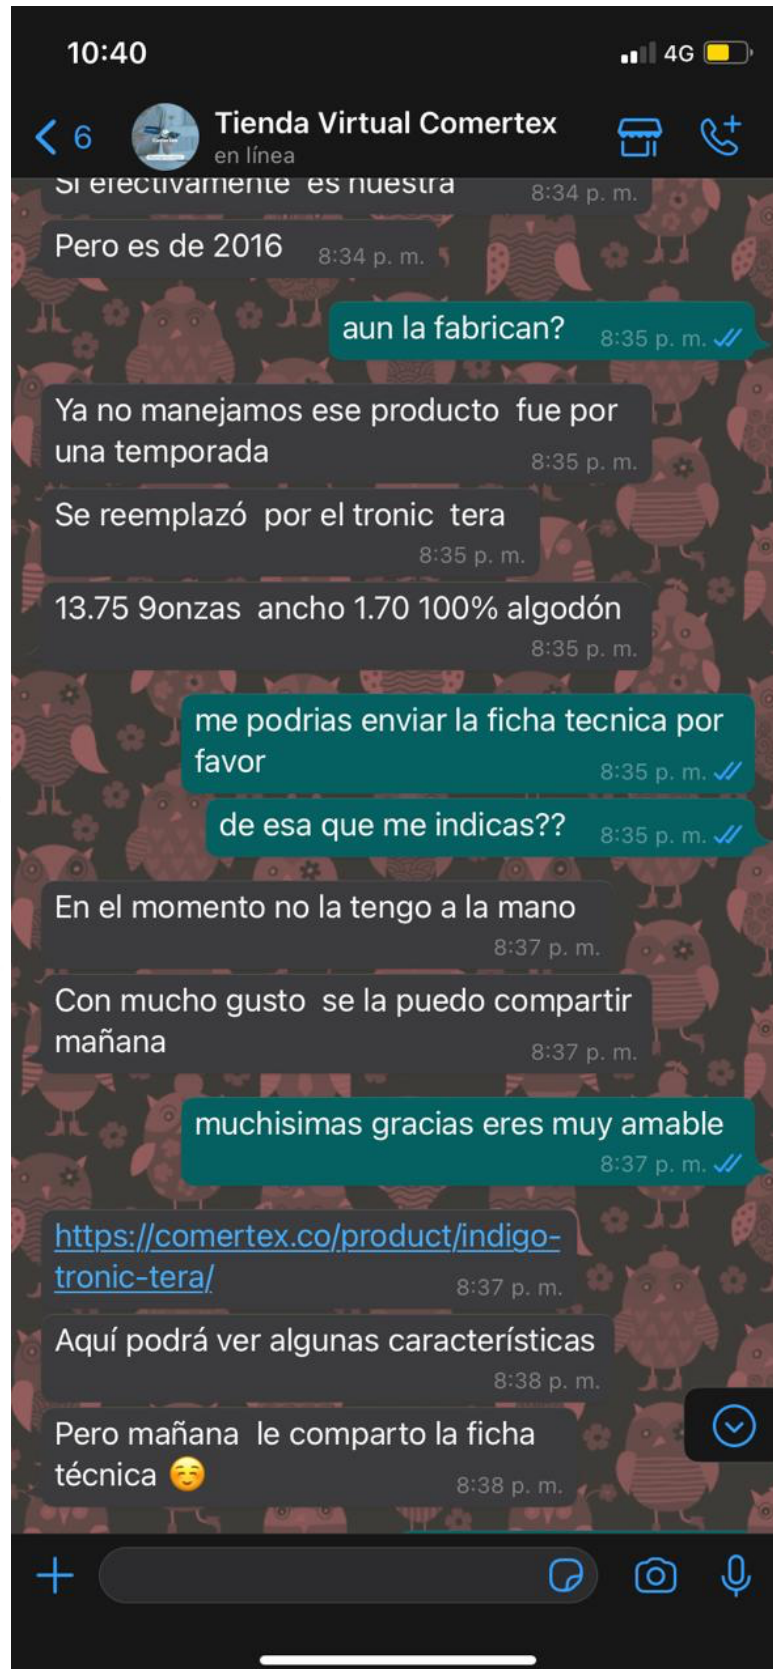 10:40
4G
6
Tienda Virtual Comertex
en línea
Si efectivamente es nuestra
8:34 p. m.
Pero es de 2016
8:34 p. m.
aun la fabrican?
8:35 p. m.
Ya no manejamos ese producto fue por
una temporada
8:35 p. m.
Se reemplazó por el tronic tera
8:35 p. m.
13.75 9onzas ancho 1.70 100% algodón
8:35 p. m.
me podrias enviar la ficha tecnica por
favor
8:35 p. m.
de esa que me indicas??
8:35 p. m.
En el momento no la tengo a la mano
8:37 p. m.
Con mucho gusto se la puedo compartir
mañana
8:37 p. m.
muchisimas gracias eres muy amable
8:37 p. m.
https://comertex.co/product/indigo-
tronic-tera/
8:37 p. m.
Aquí podrá ver algunas características
8:38 p. m.
Pero mañana le comparto la ficha
técnica ☺️
8:38 p. m.